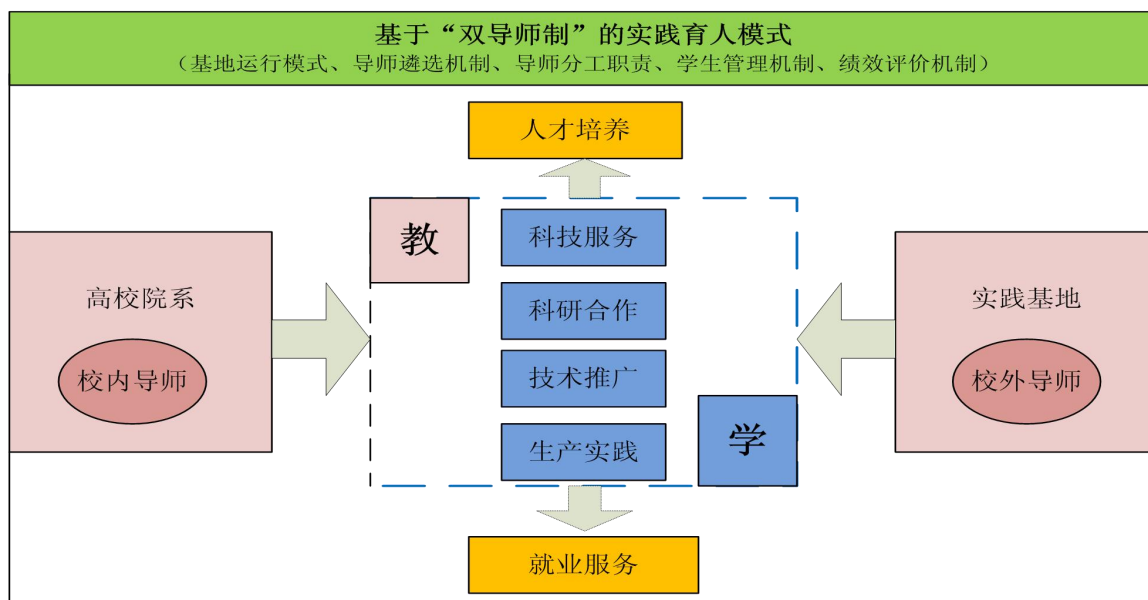 基于“双导师制”的实践育人模式
（基地运行模式、导师遴选机制、导师分工职责、学生管理机制、绩效评价机制）
人才培养
教
科技服务
高校院系
科研合作
实践基地
校内导师
技术推广
校外导师
学
生产实践
就业服务